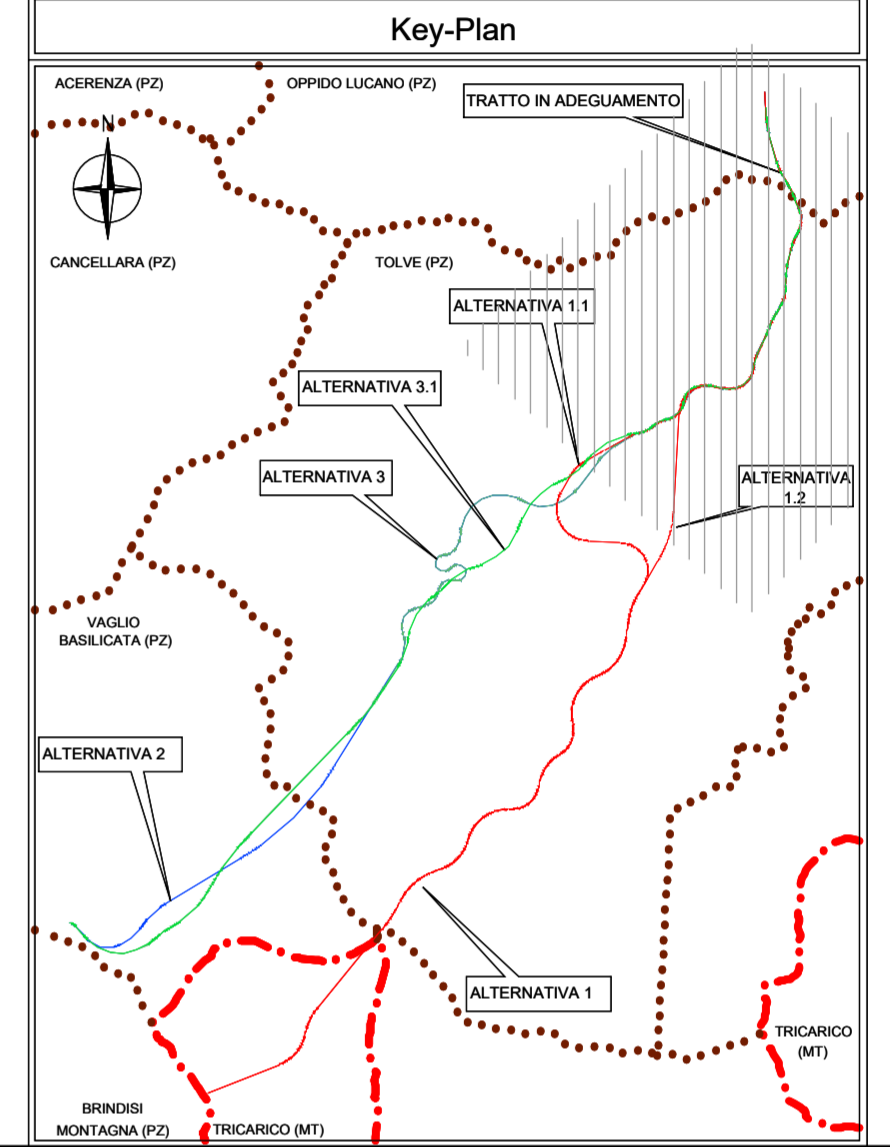 Key-Plan
ACERENZA (PZ)
OPPIDO LUCANO (PZ)
TRATTO IN ADEGUAMENTO
N
CANCELLARA (PZ)
TOLVE (PZ)
ALTERNATIVA 1.1
ALTERNATIVA 3.1
ALTERNATIVA 3
ALTERNATIVA
1.2
VAGLIO
BASILICATA (PZ)
ALTERNATIVA 2
ALTERNATIVA 1
TRICARICO
(MT)
BRINDISI
MONTAGNA (PZ)
TRICARICO (MT)